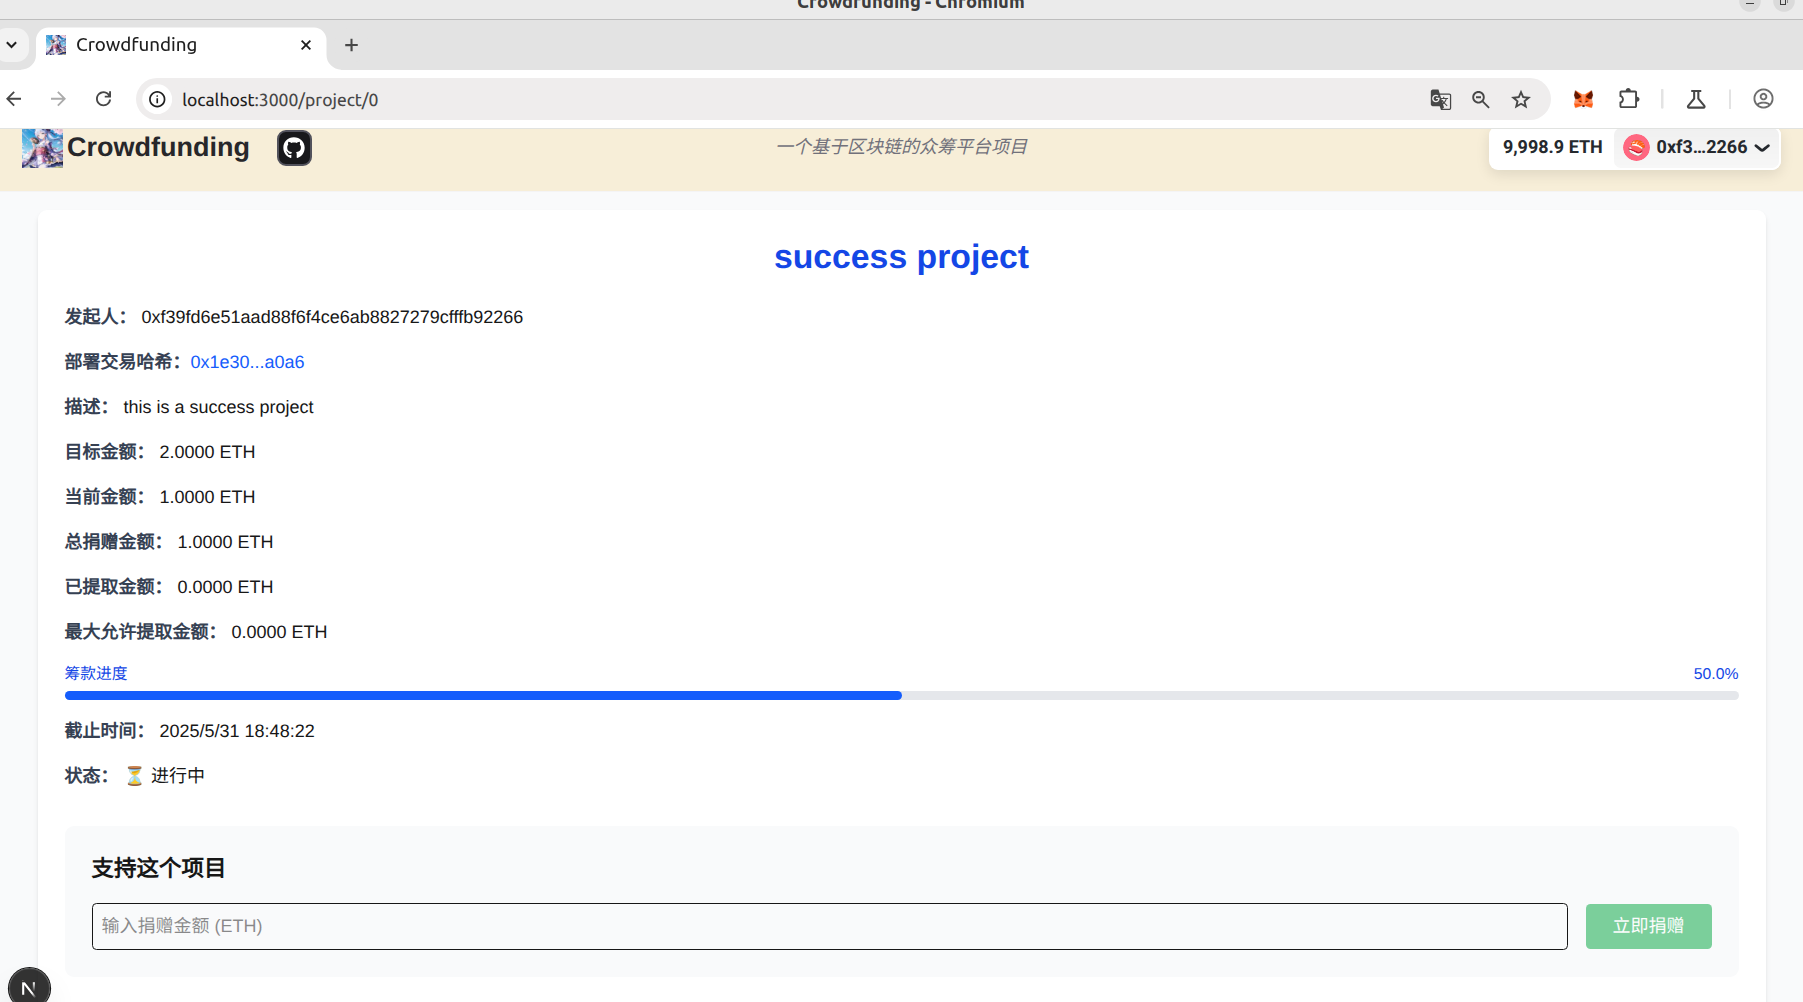 Crowdfunding - Chromium
Crowdfunding
localhost:3000/project/0
Crowdfunding
一个基于区块链的众筹平台项目
9,998.9 ETH
0xf3...2266
success project
发起人： 0xf39fd6e51aad88f6f4ce6ab8827279cfffb92266
部署交易哈希：0x1e30...a0a6
描述： this is a success project
目标金额： 2.0000 ETH
当前金额： 1.0000 ETH
总捐赠金额： 1.0000 ETH
已提取金额： 0.0000 ETH
最大允许提取金额： 0.0000 ETH
筹款进度 50.0%
截止时间： 2025/5/31 18:48:22
状态： ⏳ 进行中
支持这个项目
输入捐赠金额 (ETH)
立即捐赠
N